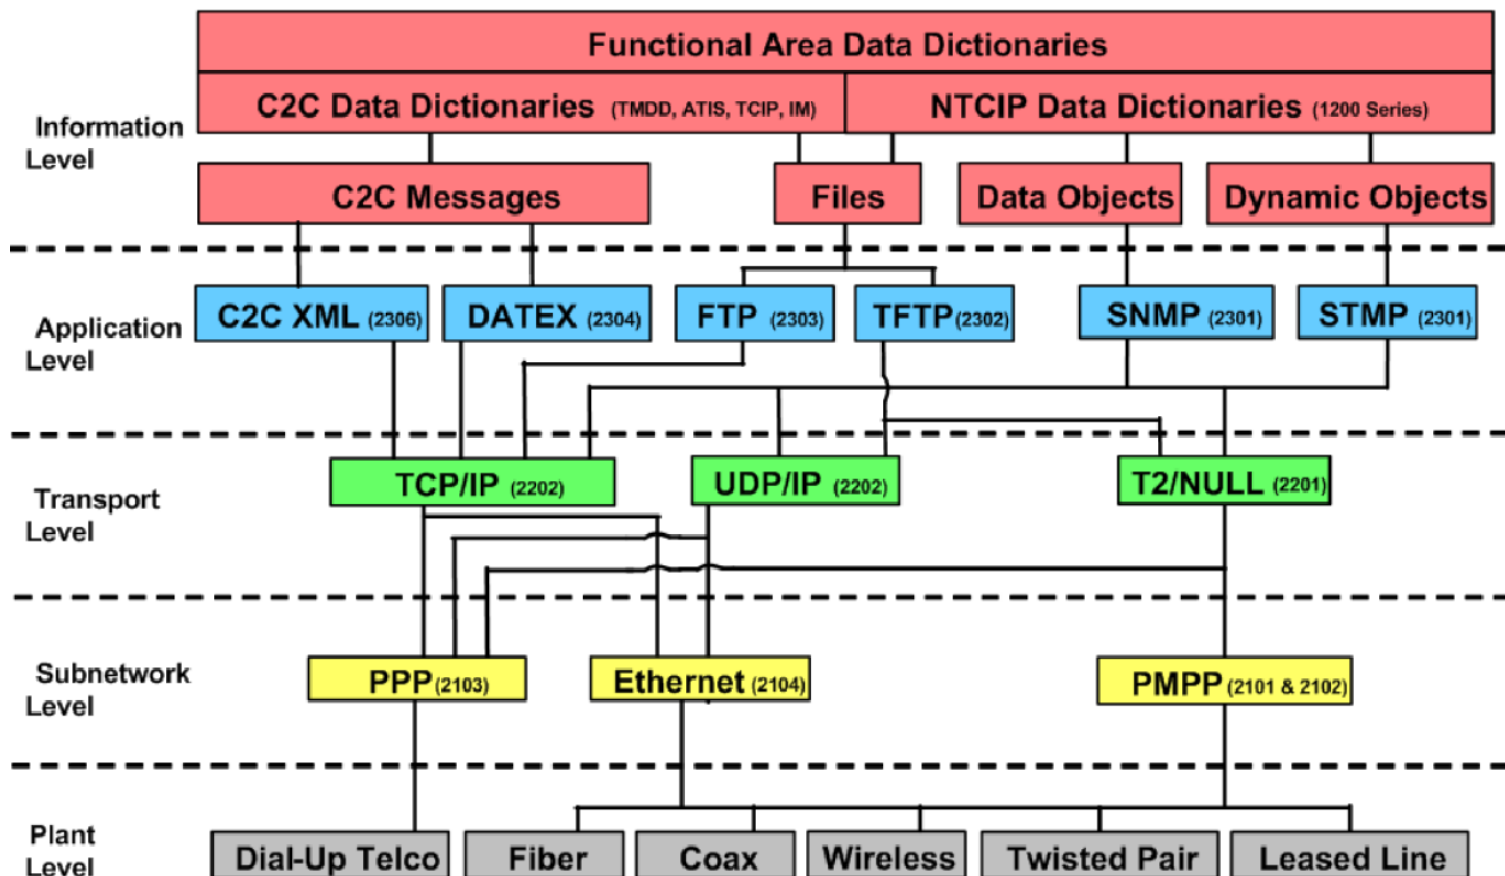 Functional Area Data Dictionaries
C2C Data Dictionaries (TMDD, ATIS, TCIP, IM)
NTCIP Data Dictionaries (1200 Series)
Information
Level
C2C Messages
Files
Data Objects
Dynamic Objects
Application
Level
C2C XML (2306)
DATEX (2304)
FTP (2303)
TFTP (2302)
SNMP (2301)
STMP (2301)
Transport
Level
TCP/IP (2202)
UDP/IP (2202)
T2/NULL (2201)
Subnetwork
Level
PPP (2103)
Ethernet (2104)
PMPP (2101 & 2102)
Plant
Level
Dial-Up Telco
Fiber
Coax
Wireless
Twisted Pair
Leased Line